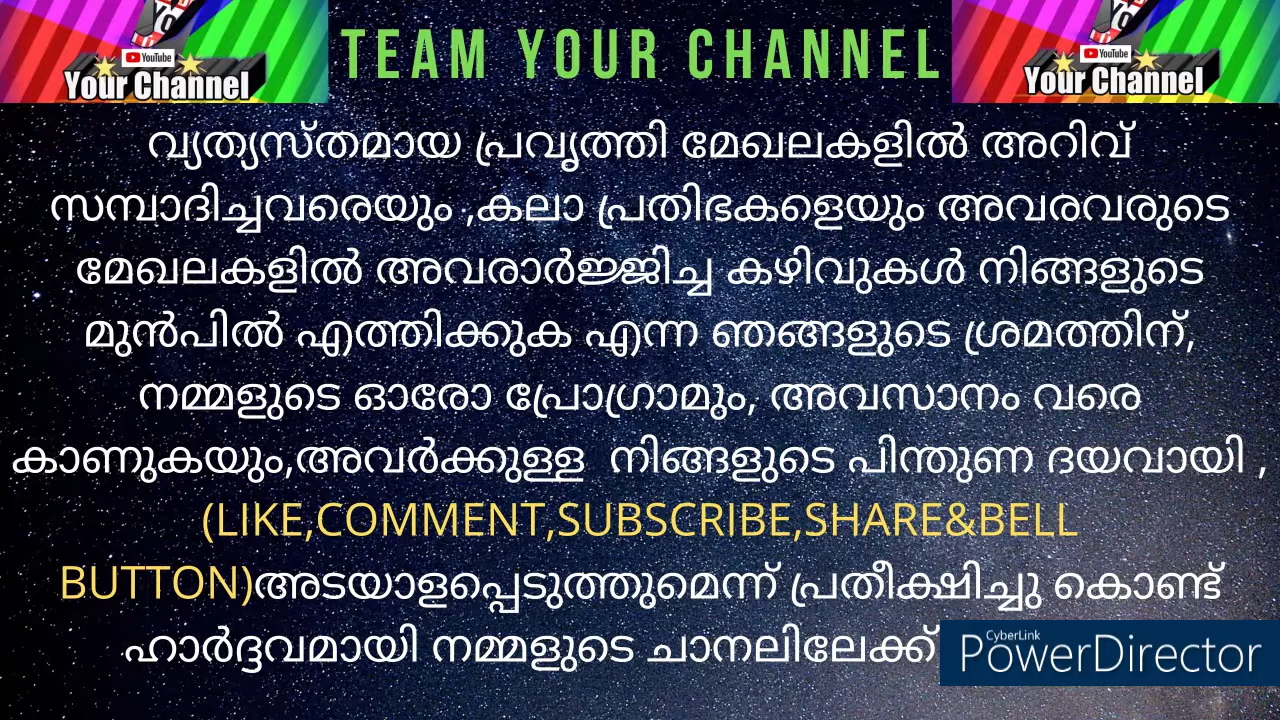 TEAM YOUR CHANNEL
YouTube
Your Channel
YouTube
Your Channel
വ്യത്യസ്തമായ പ്രവൃത്തി മേഖലകളിൽ അറിവ്
സമ്പാദിച്ചവരെയും ,കലാ പ്രതിഭകളെയും അവരവരുടെ
മേഖലകളിൽ അവരാർജ്ജിച്ച കഴിവുകൾ നിങ്ങളുടെ
മുൻപിൽ എത്തിക്കുക എന്ന ഞങ്ങളുടെ ശ്രമത്തിന്,
നമ്മളുടെ ഓരോ പ്രോഗ്രാമും, അവസാനം വരെ
കാണുകയും,അവർക്കുള്ള നിങ്ങളുടെ പിന്തുണ ദയവായി ,
(LIKE,COMMENT,SUBSCRIBE,SHARE&BELL
BUTTON)അടയാളപ്പെടുത്തുമെന്ന് പ്രതീക്ഷിച്ചു കൊണ്ട്
ഹാർദ്ദവമായി നമ്മളുടെ ചാനലിലേക്ക്
CyberLink
PowerDirector